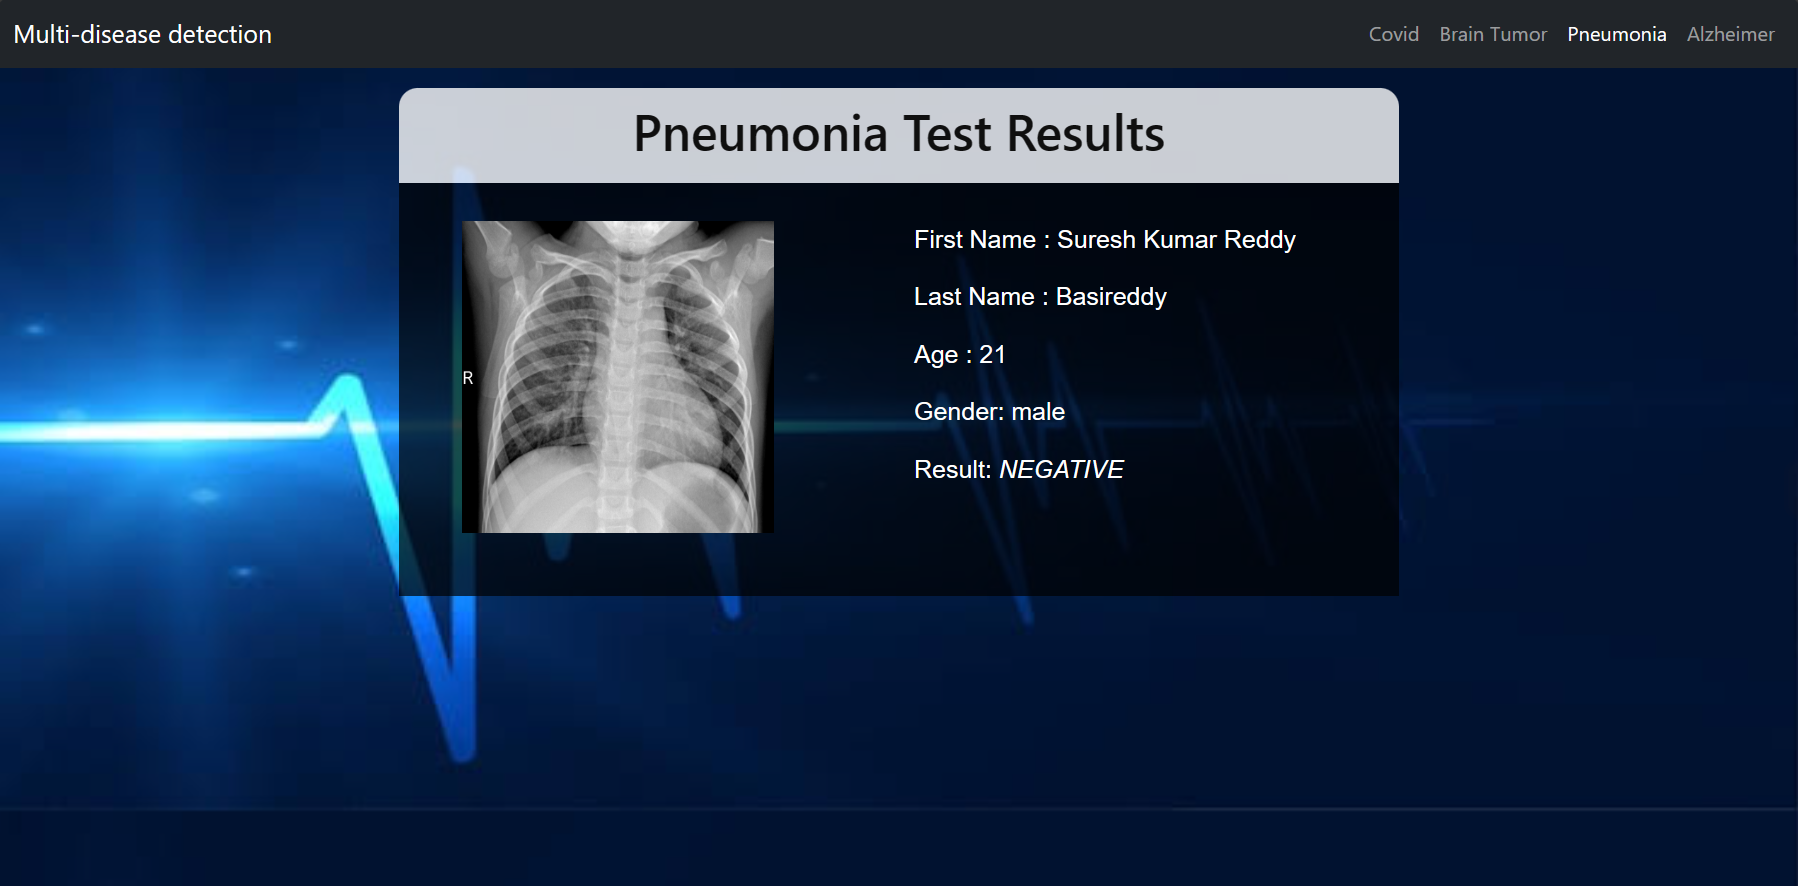 Multi-disease detection
Covid Brain Tumor Pneumonia Alzheimer
Pneumonia Test Results
R
First Name : Suresh Kumar Reddy
Last Name : Basireddy
Age : 21
Gender: male
Result: NEGATIVE